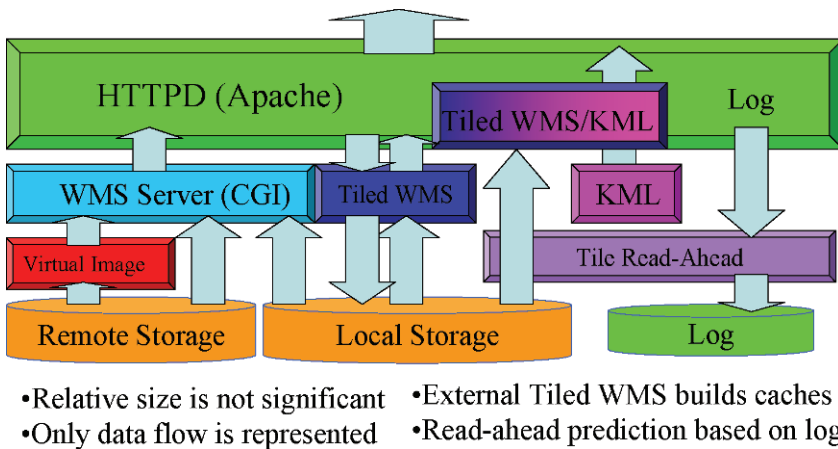 HTTPD (Apache)
Tiled WMS/KML
Log
WMS Server (CGI)
Tiled WMS
KML
Virtual Image
Tile Read-Ahead
Remote Storage
Local Storage
Log
•Relative size is not significant
•External Tiled WMS builds caches
•Only data flow is represented
•Read-ahead prediction based on log